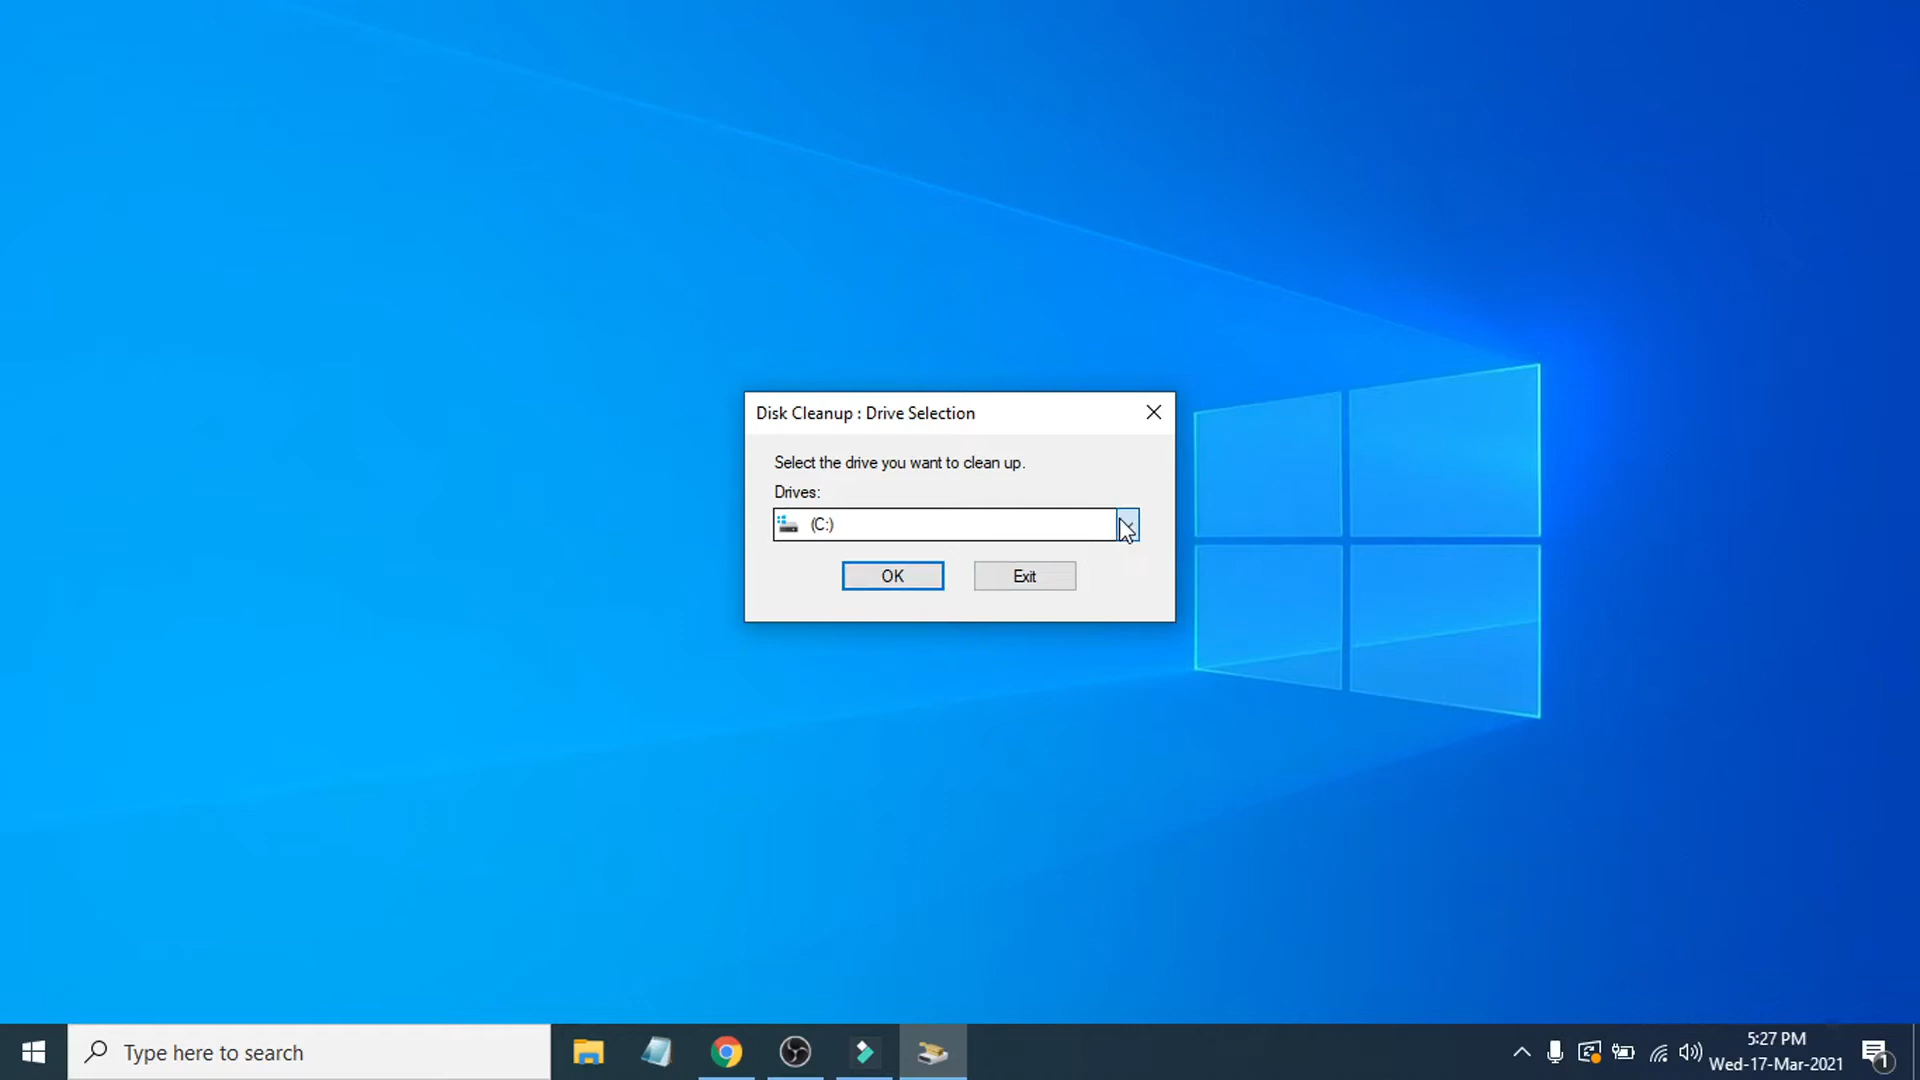 Disk Cleanup : Drive Selection
Select the drive you want to clean up.
Drives:
(C:)
OK
Exit
Type here to search
5:27 PM
Wed-17-Mar-2021
1